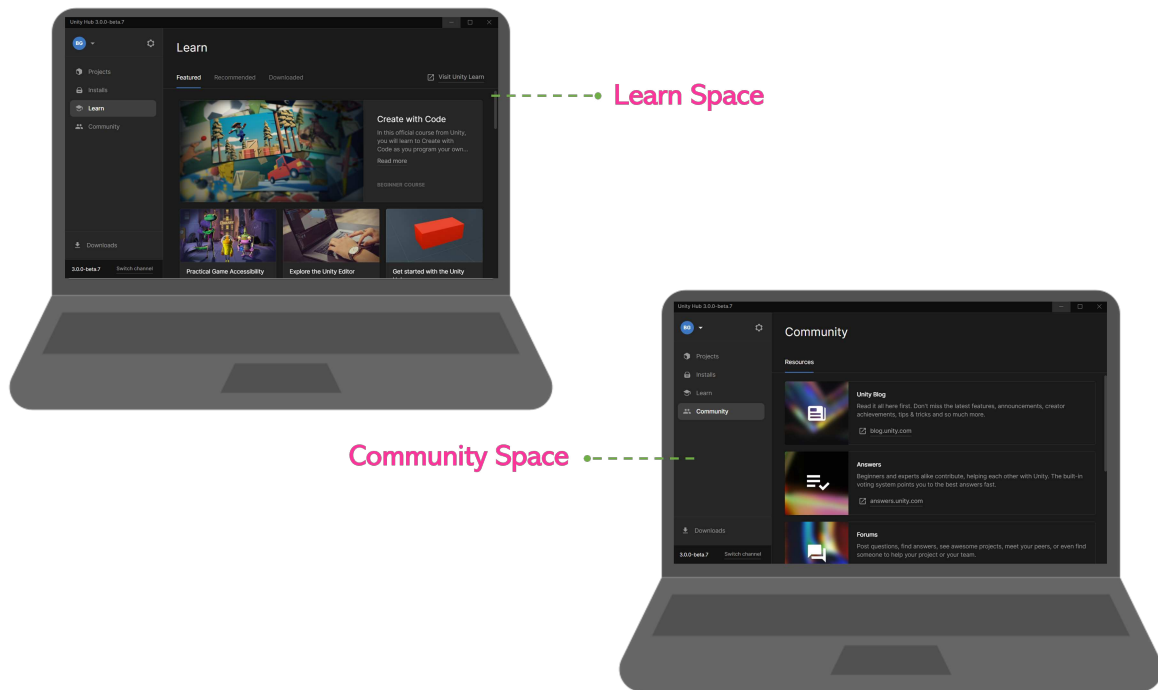 Unity Hub 3.0.0-beta.7
BG
Projects
Installs
Learn
Community
Downloads
3.0.0-beta.7 Switch channel
Learn
Featured Recommended Downloaded Visit Unity Learn
Create with Code
In this official course from Unity,
you will learn to Create with
Code as you program your own...
Read more
BEGINNER COURSE
Practical Game Accessibility Explore the Unity Editor Get started with the Unity
Learn Space
Community Space
Unity Hub 3.0.0-beta.7
BG
Projects
Installs
Learn
Community
Downloads
3.0.0-beta.7 Switch channel
Community
Resources
Unity Blog
Read it all here first. Don't miss the latest features, announcements, creator
achievements, tips & tricks and so much more.
blog.unity.com
Answers
Beginners and experts alike contribute, helping each other with Unity. The built-in
voting system points you to the best answers fast.
answers.unity.com
Forums
Post questions, find answers, see awesome projects, meet your peers, or even find
someone to help your project or your team.